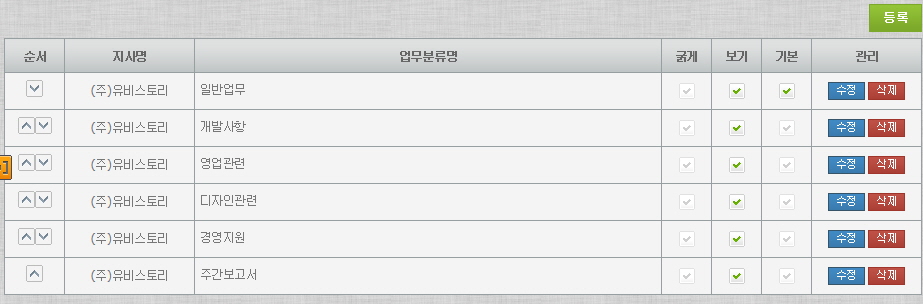 등록
순서 지사명 업무분류명 굵게 보기 기본 관리
(주)유비스토리 일반업무 수정 삭제
(주)유비스토리 개발사항 수정 삭제
(주)유비스토리 영업관련 수정 삭제
(주)유비스토리 디자인관련 수정 삭제
(주)유비스토리 경영지원 수정 삭제
(주)유비스토리 주간보고서 수정 삭제